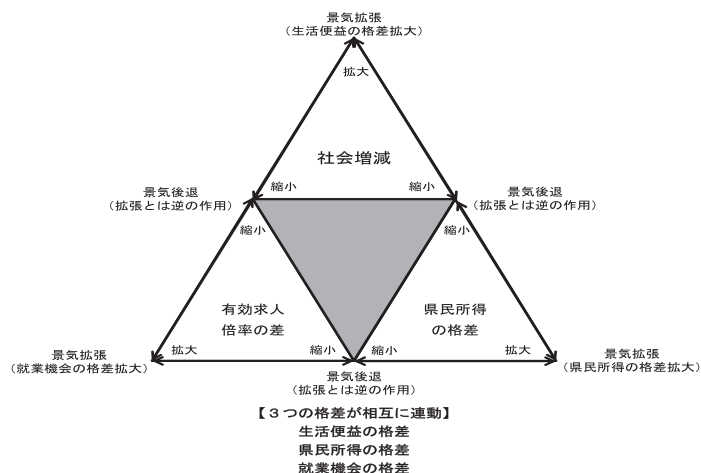 景気拡張
（生活便益の格差拡大）
拡大
社会増減
縮小
縮小
景気後退
（拡張とは逆の作用）
景気後退
（拡張とは逆の作用）
縮小
縮小
有効求人
倍率の差
県民所得
の格差
拡大
縮小
縮小
拡大
景気拡張
（就業機会の格差拡大）
景気拡張
（県民所得の格差拡大）
景気後退
（拡張とは逆の作用）
【３つの格差が相互に連動】
生活便益の格差
県民所得の格差
就業機会の格差